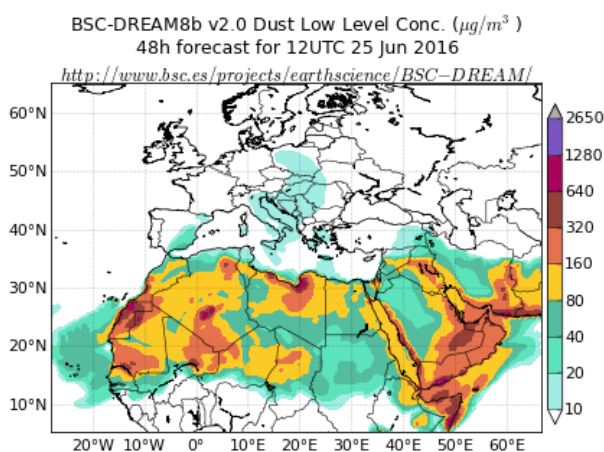 BSC-DREAM8b v2.0 Dust Low Level Conc. (μg/m³ )
48h forecast for 12UTC 25 Jun 2016
http://www.bsc.es/projects/earthscience/BSC−DREAM/
60°N
50°N
40°N
30°N
20°N
10°N
20°W 10°W 0° 10°E 20°E 30°E 40°E 50°E 60°E
2650
1280
640
320
160
80
40
20
10